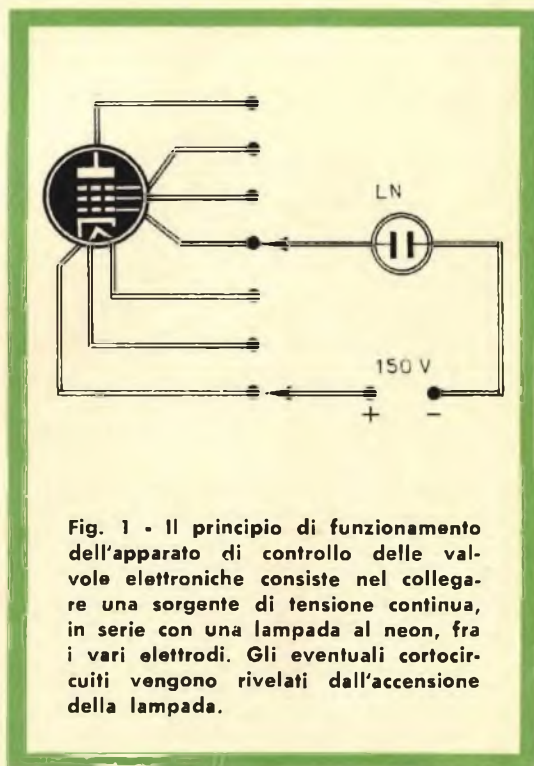 LN
150 V
+ −
Fig. 1 - Il principio di funzionamento
dell'apparato di controllo delle val-
vole elettroniche consiste nel collega-
re una sorgente di tensione continua,
in serie con una lampada al neon, fra
i vari elettrodi. Gli eventuali cortocir-
cuiti vengono rivelati dall'accensione
della lampada.